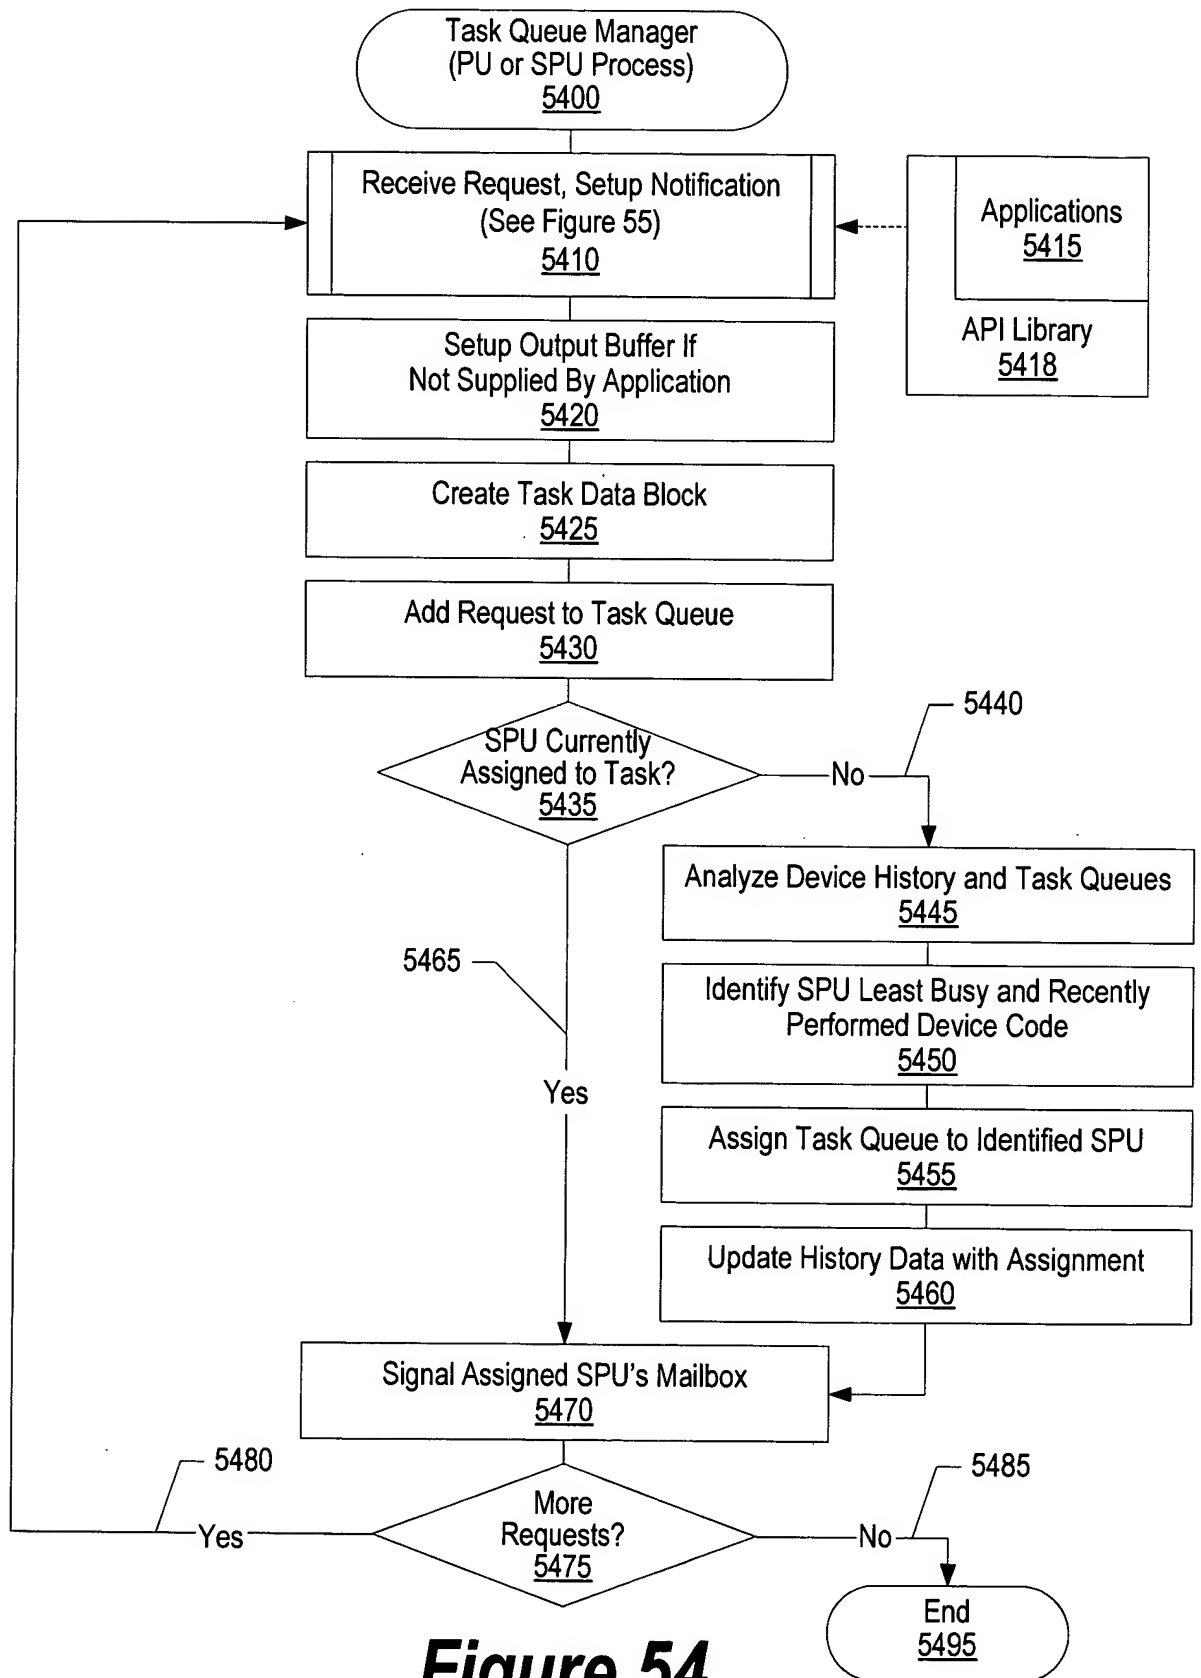 Task Queue Manager
(PU or SPU Process)
5400
Receive Request, Setup Notification
(See Figure 55)
5410
Applications
5415
API Library
5418
Setup Output Buffer If
Not Supplied By Application
5420
Create Task Data Block
5425
Add Request to Task Queue
5430
SPU Currently
Assigned to Task?
5435
No
5440
Analyze Device History and Task Queues
5445
Identify SPU Least Busy and Recently
Performed Device Code
5450
Assign Task Queue to Identified SPU
5455
Update History Data with Assignment
5460
5465
Yes
Signal Assigned SPU's Mailbox
5470
More
Requests?
5475
5480
Yes
No
5485
End
5495
Figure 54